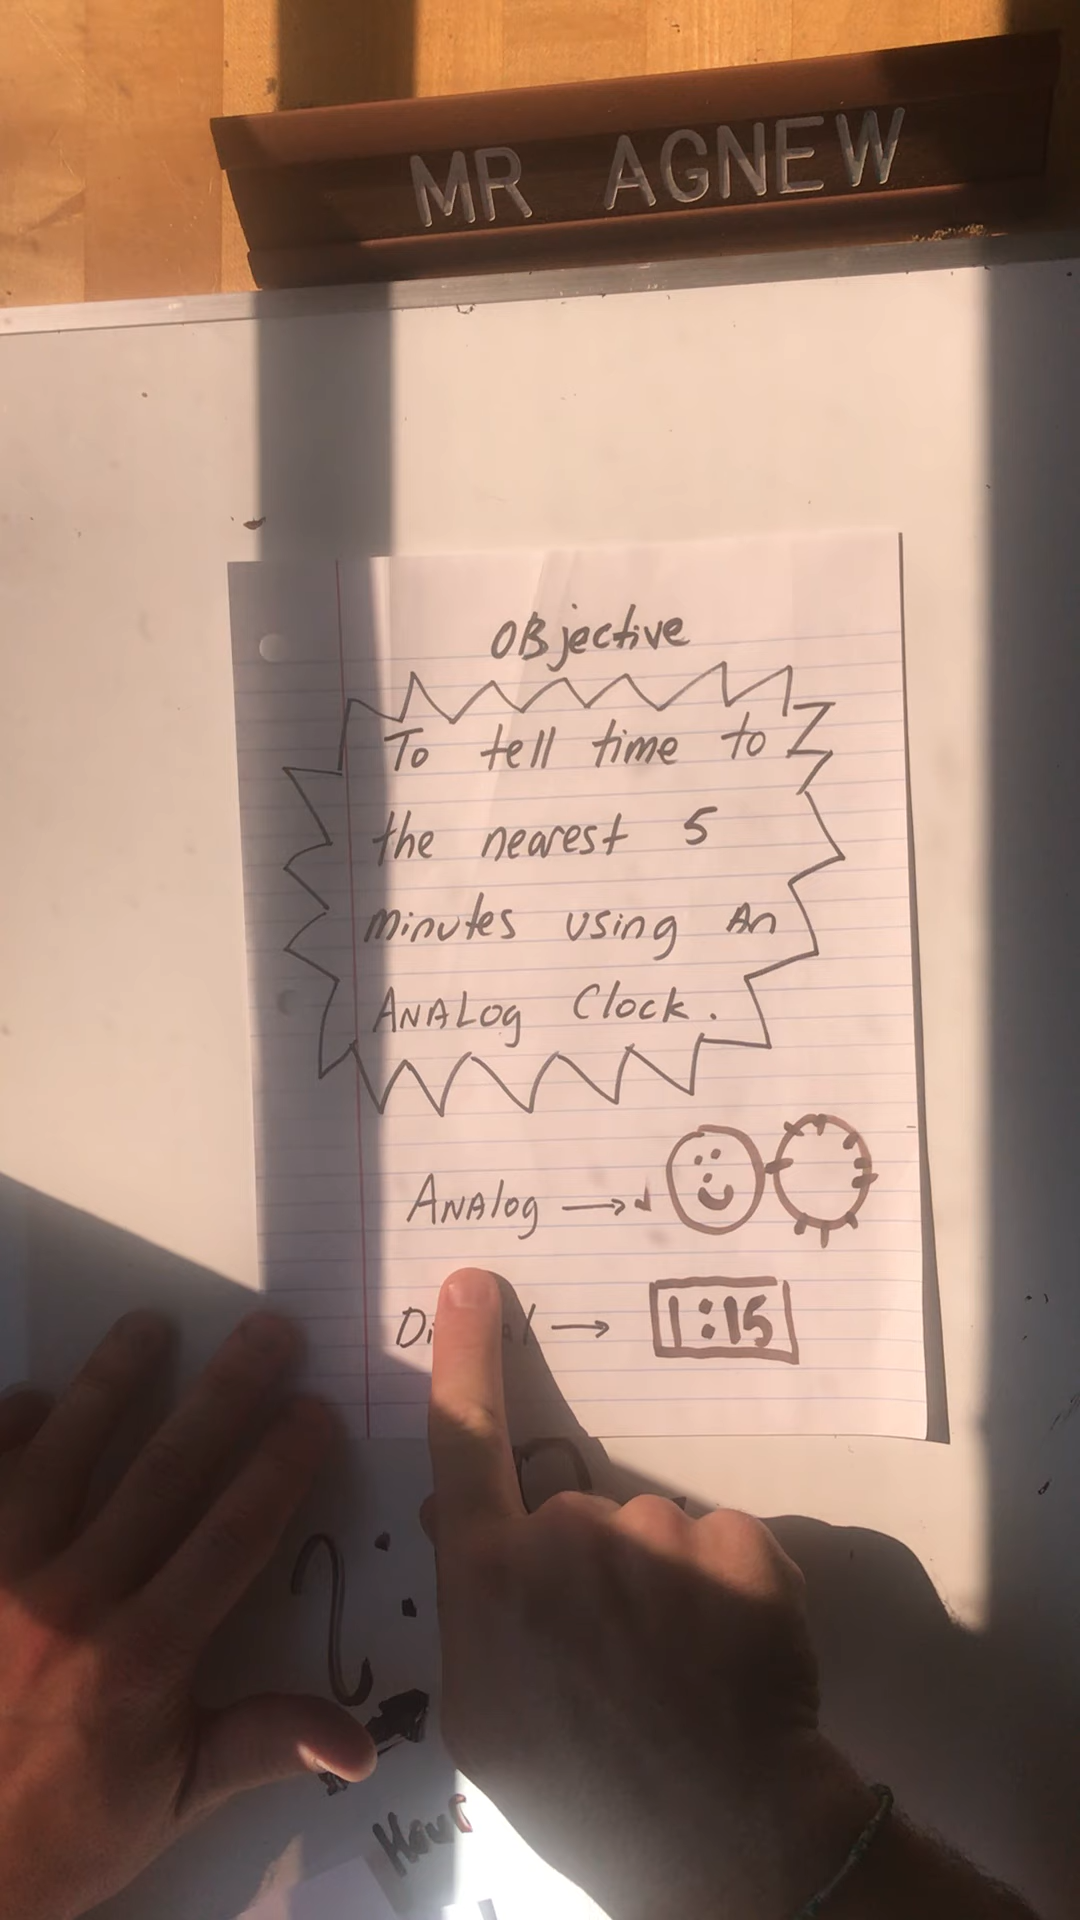 MR AGNEW
OBjective
To tell time to
the nearest 5
minutes using An
ANALog Clock.
ANAlog →
→ 1:15